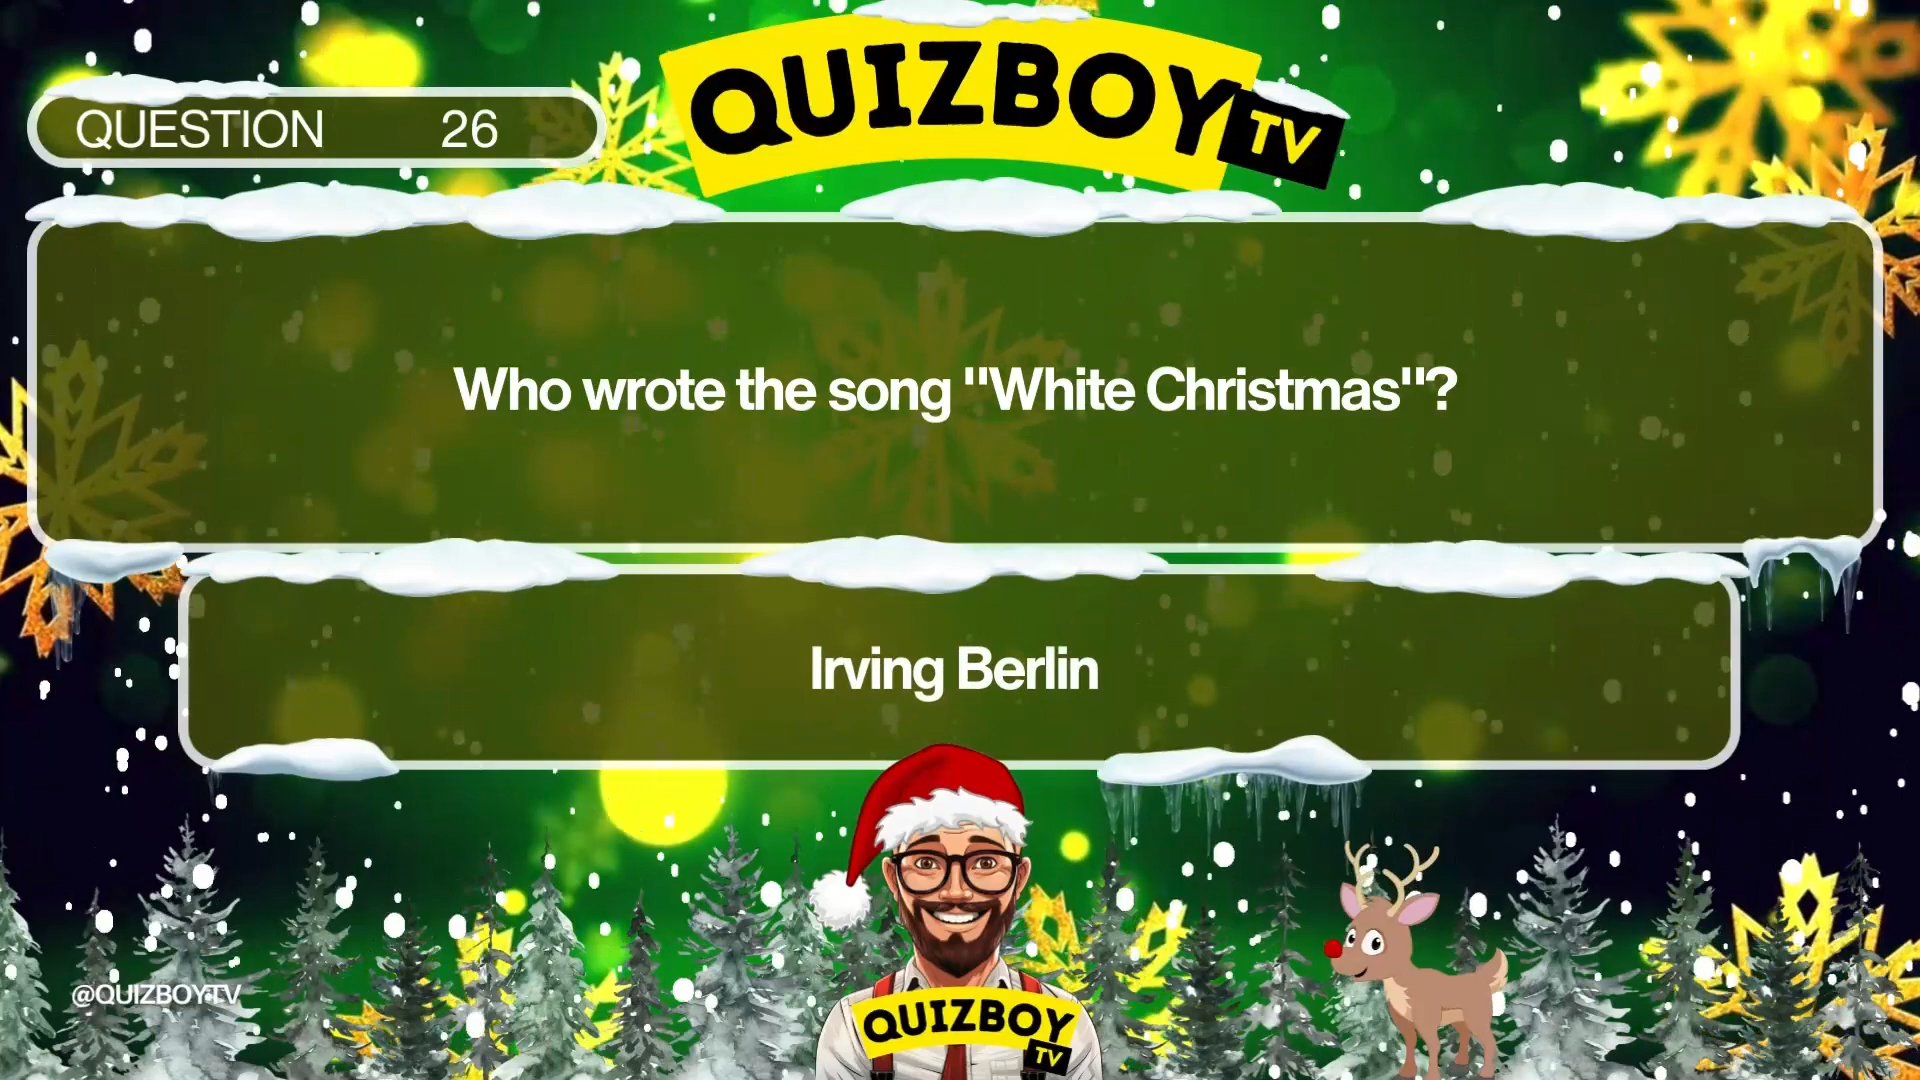 QUIZBOY
TV
QUESTION 26
Who wrote the song "White Christmas"?
Irving Berlin
@QUIZBOYTV
QUIZBOY
TV